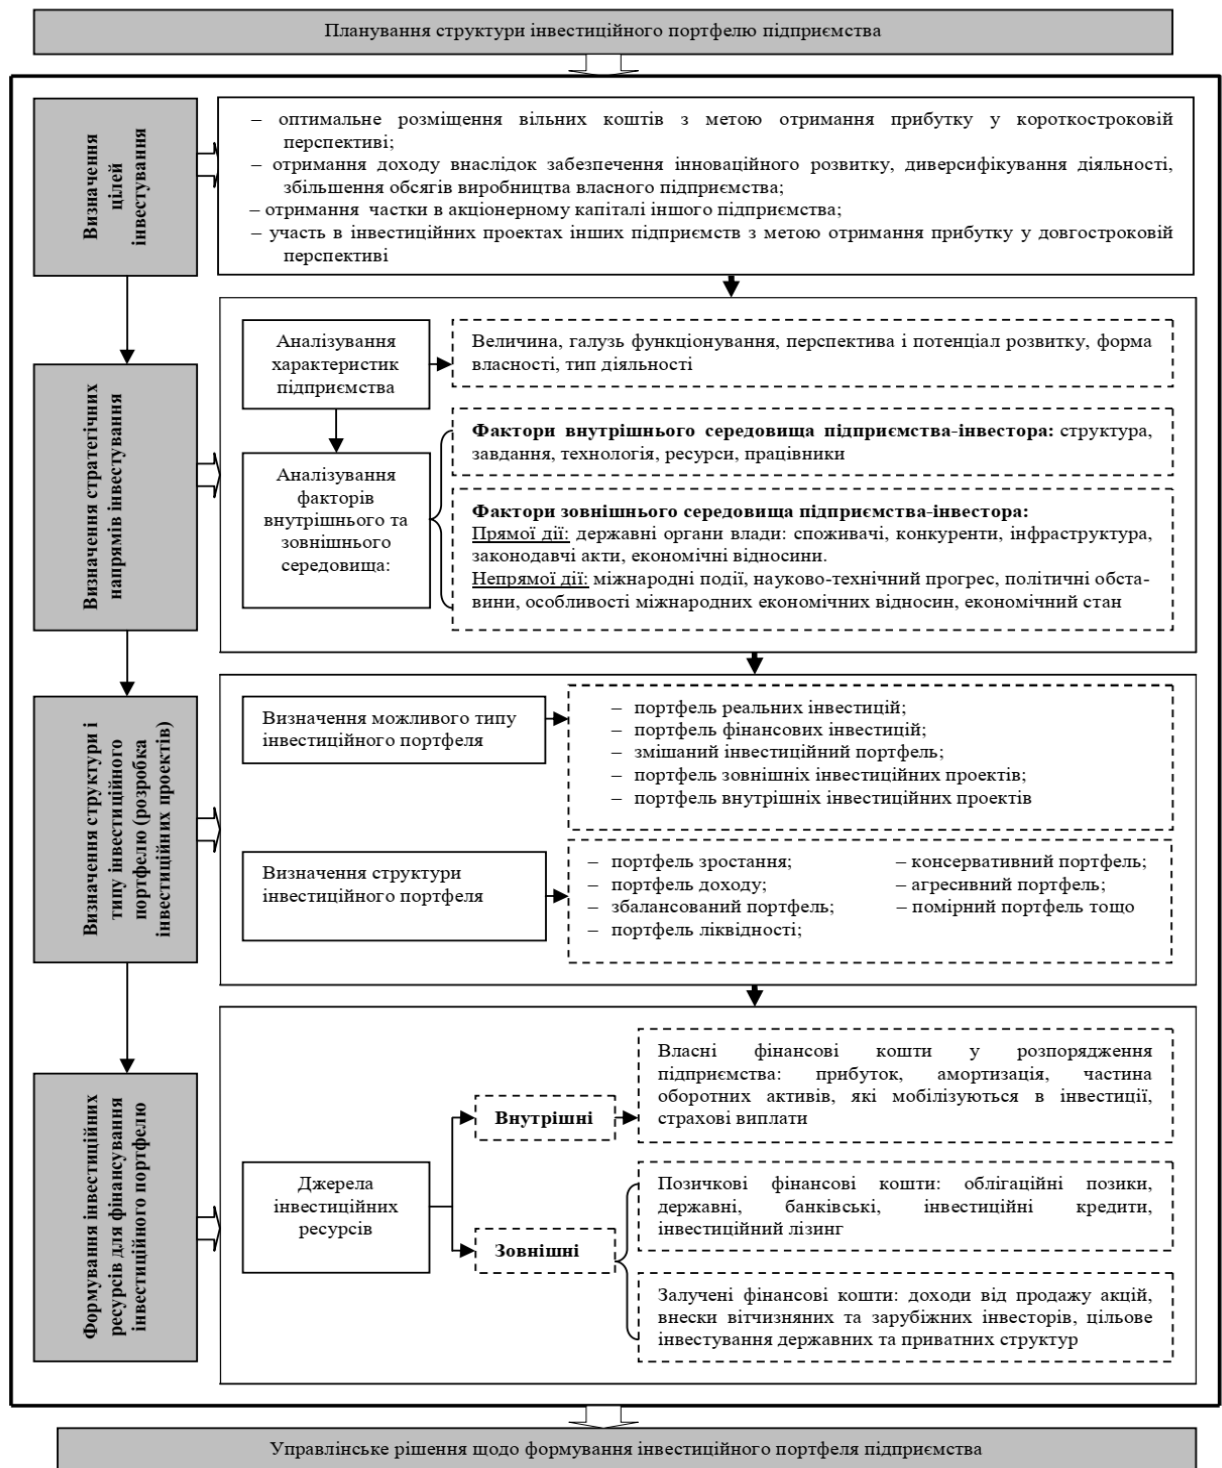 Планування структури інвестиційного портфелю підприємства
Визначення
цілей
інвестування
– оптимальне розміщення вільних коштів з метою отримання прибутку у короткостроковій
перспективі;
– отримання доходу внаслідок забезпечення інноваційного розвитку, диверсифікування діяльності,
збільшення обсягів виробництва власного підприємства;
– отримання частки в акціонерному капіталі іншого підприємства;
– участь в інвестиційних проектах інших підприємств з метою отримання прибутку у довгостроковій
перспективі
Визначення стратегічних
напрямів інвестування
Аналізування
характеристик
підприємства
Величина, галузь функціонування, перспектива і потенціал розвитку, форма
власності, тип діяльності
Аналізування
факторів
внутрішнього та
зовнішнього
середовища:
Фактори внутрішнього середовища підприємства-інвестора: структура,
завдання, технологія, ресурси, працівники
Фактори зовнішнього середовища підприємства-інвестора:
Прямої дії: державні органи влади: споживачі, конкуренти, інфраструктура,
законодавчі акти, економічні відносини.
Непрямої дії: міжнародні події, науково-технічний прогрес, політичні обста-
вини, особливості міжнародних економічних відносин, економічний стан
Визначення структури і
типу інвестиційного
портфелю (розробка
інвестиційних проектів)
Визначення можливого типу
інвестиційного портфеля
– портфель реальних інвестицій;
– портфель фінансових інвестицій;
– змішаний інвестиційний портфель;
– портфель зовнішніх інвестиційних проектів;
– портфель внутрішніх інвестиційних проектів
Визначення структури
інвестиційного портфеля
– портфель зростання;
– портфель доходу;
– збалансований портфель;
– портфель ліквідності;
– консервативний портфель;
– агресивний портфель;
– помірний портфель тощо
Формування інвестиційних
ресурсів для фінансування
інвестиційного портфелю
Джерела
інвестиційних
ресурсів
Внутрішні
Власні фінансові кошти у розпорядження
підприємства: прибуток, амортизація, частина
оборотних активів, які мобілізуються в інвестиції,
страхові виплати
Зовнішні
Позичкові фінансові кошти: облігаційні позики,
державні, банківські, інвестиційні кредити,
інвестиційний лізинг
Залучені фінансові кошти: доходи від продажу акцій,
внески вітчизняних та зарубіжних інвесторів, цільове
інвестування державних та приватних структур
Управлінське рішення щодо формування інвестиційного портфеля підприємства